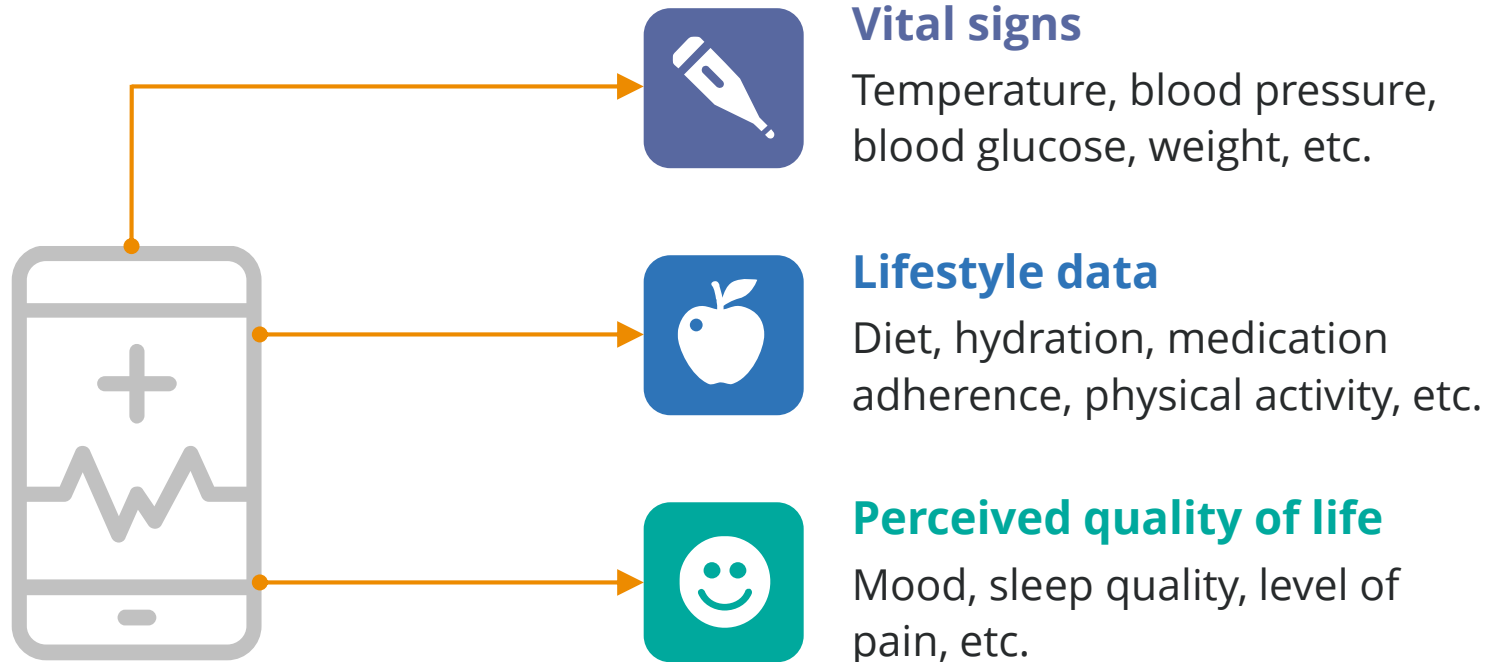 Vital signs
Temperature, blood pressure,
blood glucose, weight, etc.
Lifestyle data
Diet, hydration, medication
adherence, physical activity, etc.
Perceived quality of life
Mood, sleep quality, level of
pain, etc.